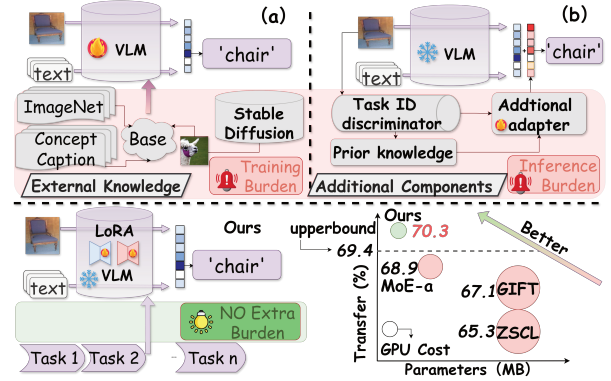 (a)
VLM
'chair'
text
ImageNet
Concept
Caption
Base
Stable
Diffusion
Training
Burden
External Knowledge
(b)
VLM
'chair'
text
Task ID
discriminator
Addtional
adapter
Prior knowledge
Inference
Burden
Additional Components
LoRA
VLM
Ours
'chair'
text
NO Extra
Burden
Task 1
Task 2
...
Task n
Ours
70.3
upperbound
69.4
68.9
MoE-a
67.1
GIFT
65.3
ZSCL
GPU Cost
Better
Transfer (%)
Parameters (MB)